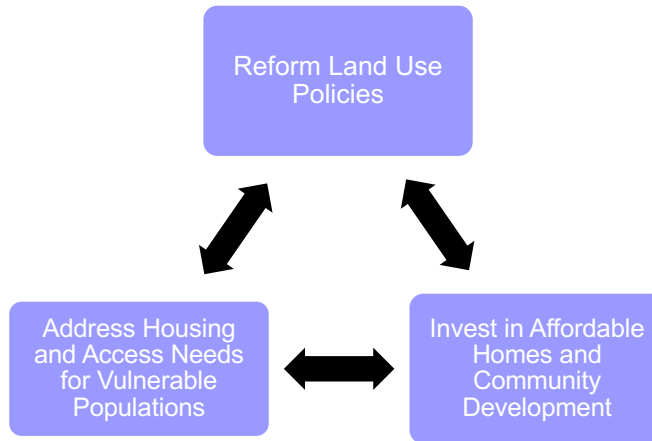 Reform Land Use
Policies
Address Housing
and Access Needs
for Vulnerable
Populations
Invest in Affordable
Homes and
Community
Development